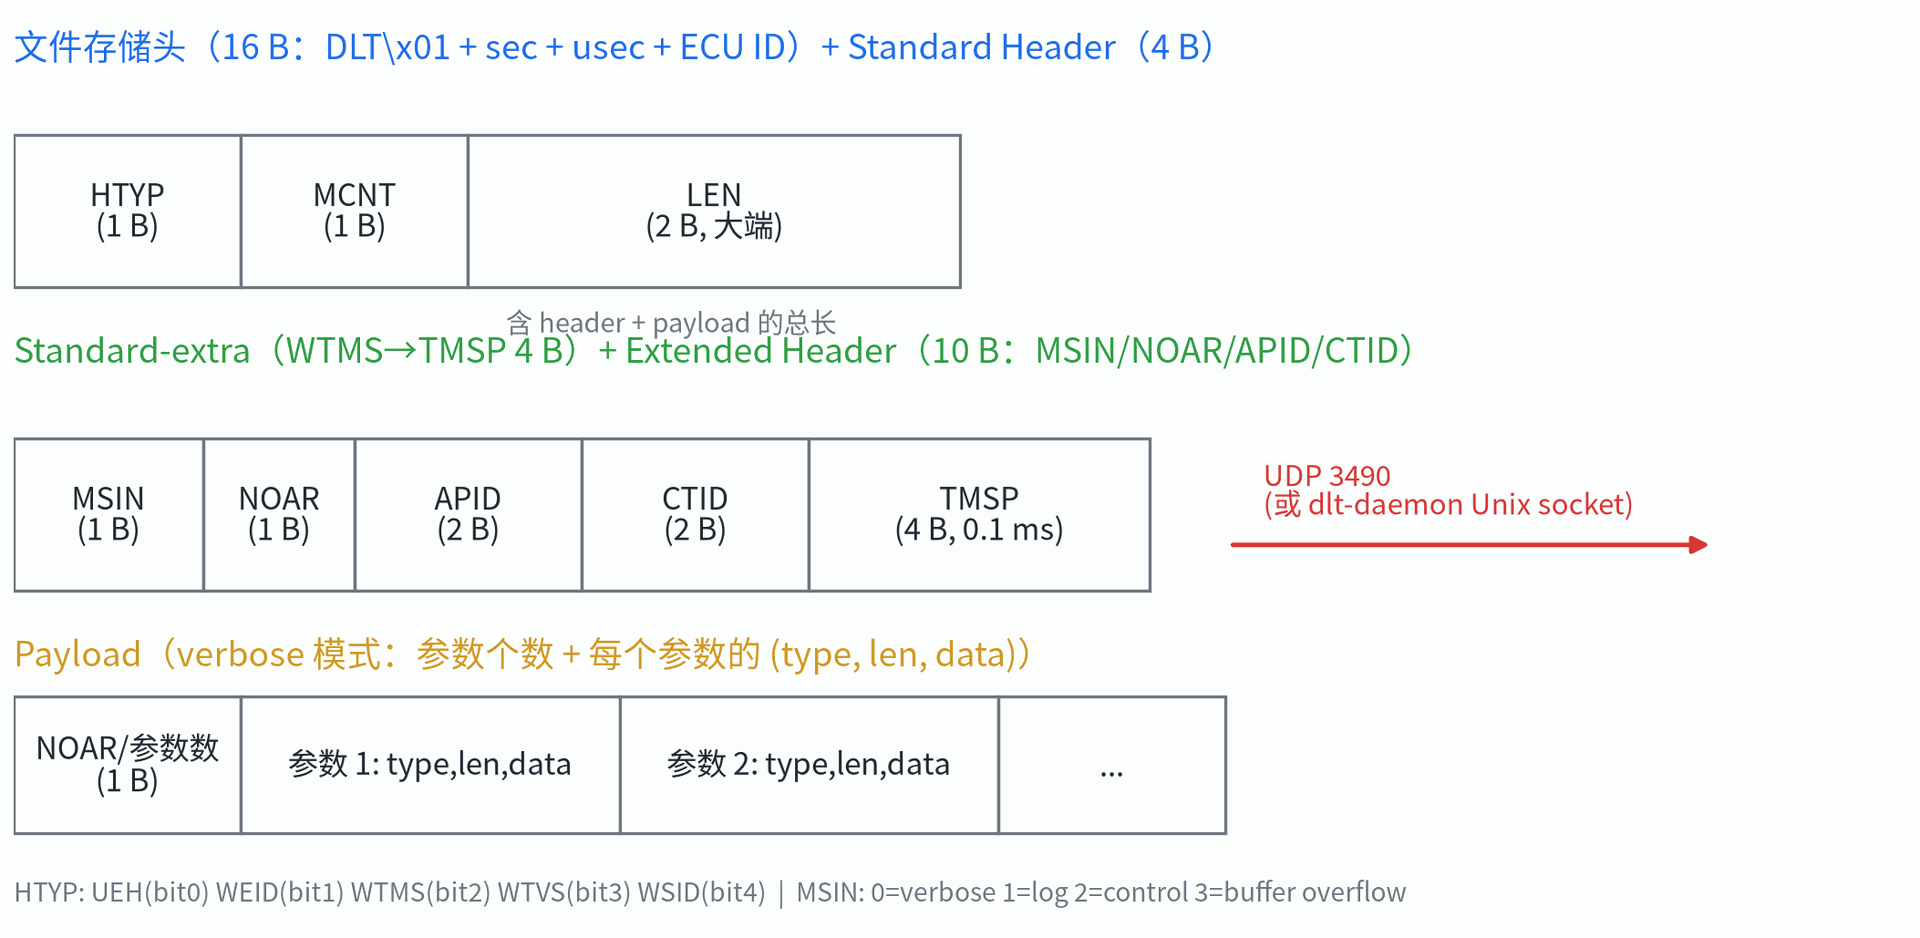 文件存储头（16 B：DLT\x01 + sec + usec + ECU ID）+ Standard Header（4 B）
HTYP
(1 B)
MCNT
(1 B)
LEN
(2 B, 大端)
含 header + payload 的总长
Standard-extra（WTMS→TMSP 4 B）+ Extended Header（10 B：MSIN/NOAR/APID/CTID）
MSIN
(1 B)
NOAR
(1 B)
APID
(2 B)
CTID
(2 B)
TMSP
(4 B, 0.1 ms)
UDP 3490
(或 dlt-daemon Unix socket)
Payload（verbose 模式：参数个数 + 每个参数的 (type, len, data)）
NOAR/参数数
(1 B)
参数 1: type,len,data
参数 2: type,len,data
...
HTYP: UEH(bit0) WEID(bit1) WTMS(bit2) WTVS(bit3) WSID(bit4) | MSIN: 0=verbose 1=log 2=control 3=buffer overflow